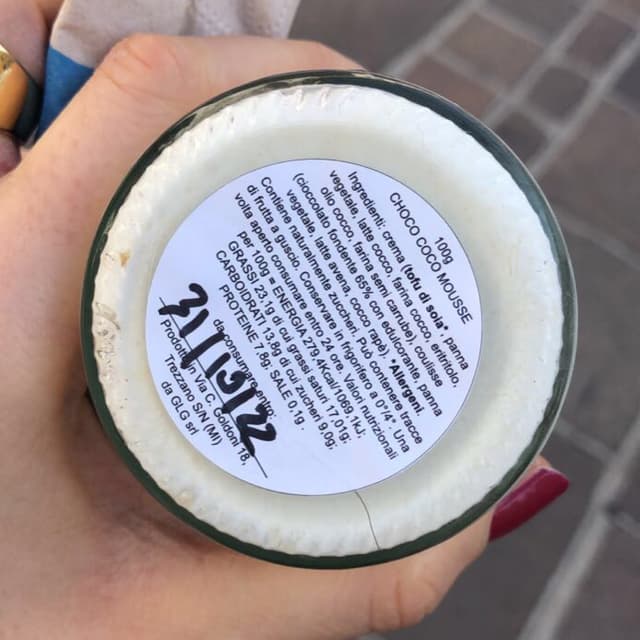 100g
CHOCO COCO MOUSSE
Ingredienti: crema (tofu di soia*, panna
vegetale, latte cocco, farina cocco, eritritolo,
olio cocco, farina semi carrube), coulisse
(cioccolato fondente 65% con edulcorante, panna
vegetale, latte avena, cocco rapè). *Allergeni.
Contiene naturalmente zuccheri. Può contenere tracce
di frutta a guscio. Conservare in frigorifero a 0°/4°. Una
volta aperto consumare entro 24 ore. Valori nutrizionali
per 100g = ENERGIA 279,4Kcal/1069,1KJ;
GRASSI 23,1g di cui grassi saturi 17,01g;
CARBOIDRATI 13,8g di cui zuccheri 9,0g;
PROTEINE 7,8g; SALE 0,1g.
da consumarsi entro:
31/10/22
Prodotto in Via C. Goldoni 18,
Trezzano S/N (MI)
da GLG srl